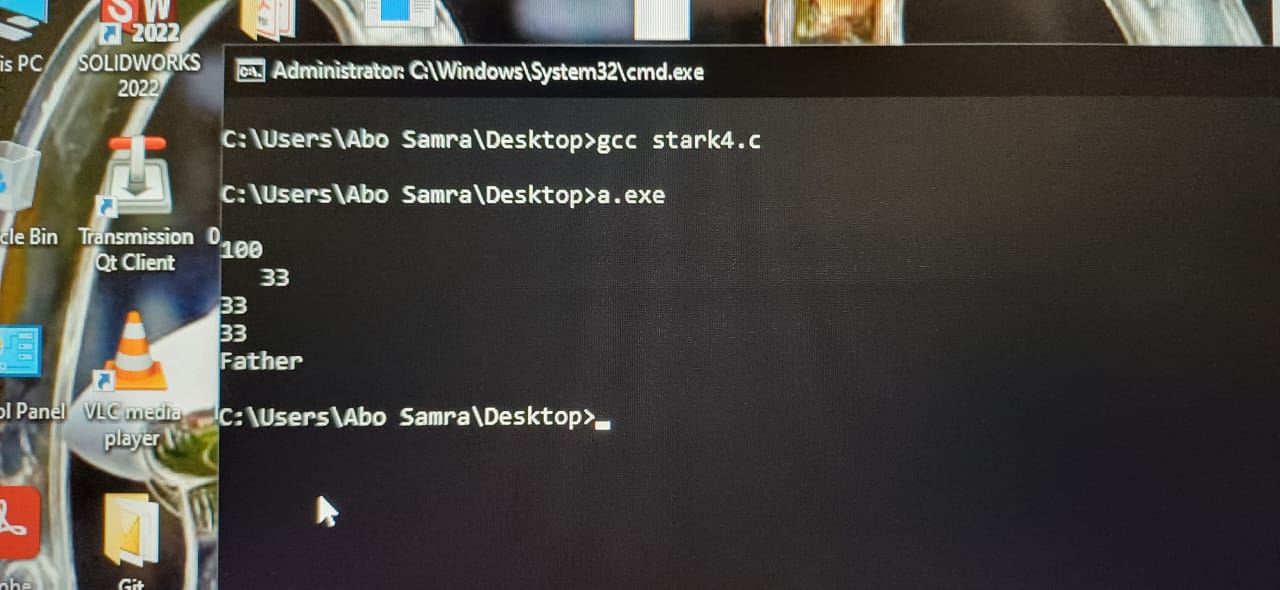 is PC
SOLIDWORKS
2022
SW
2022
cle Bin
Transmission
Qt Client
ol Panel
VLC media
player
Git
Administrator: C:\Windows\System32\cmd.exe
C:\Users\Abo Samra\Desktop>gcc stark4.c
C:\Users\Abo Samra\Desktop>a.exe
100
   33
33
33
Father
C:\Users\Abo Samra\Desktop>